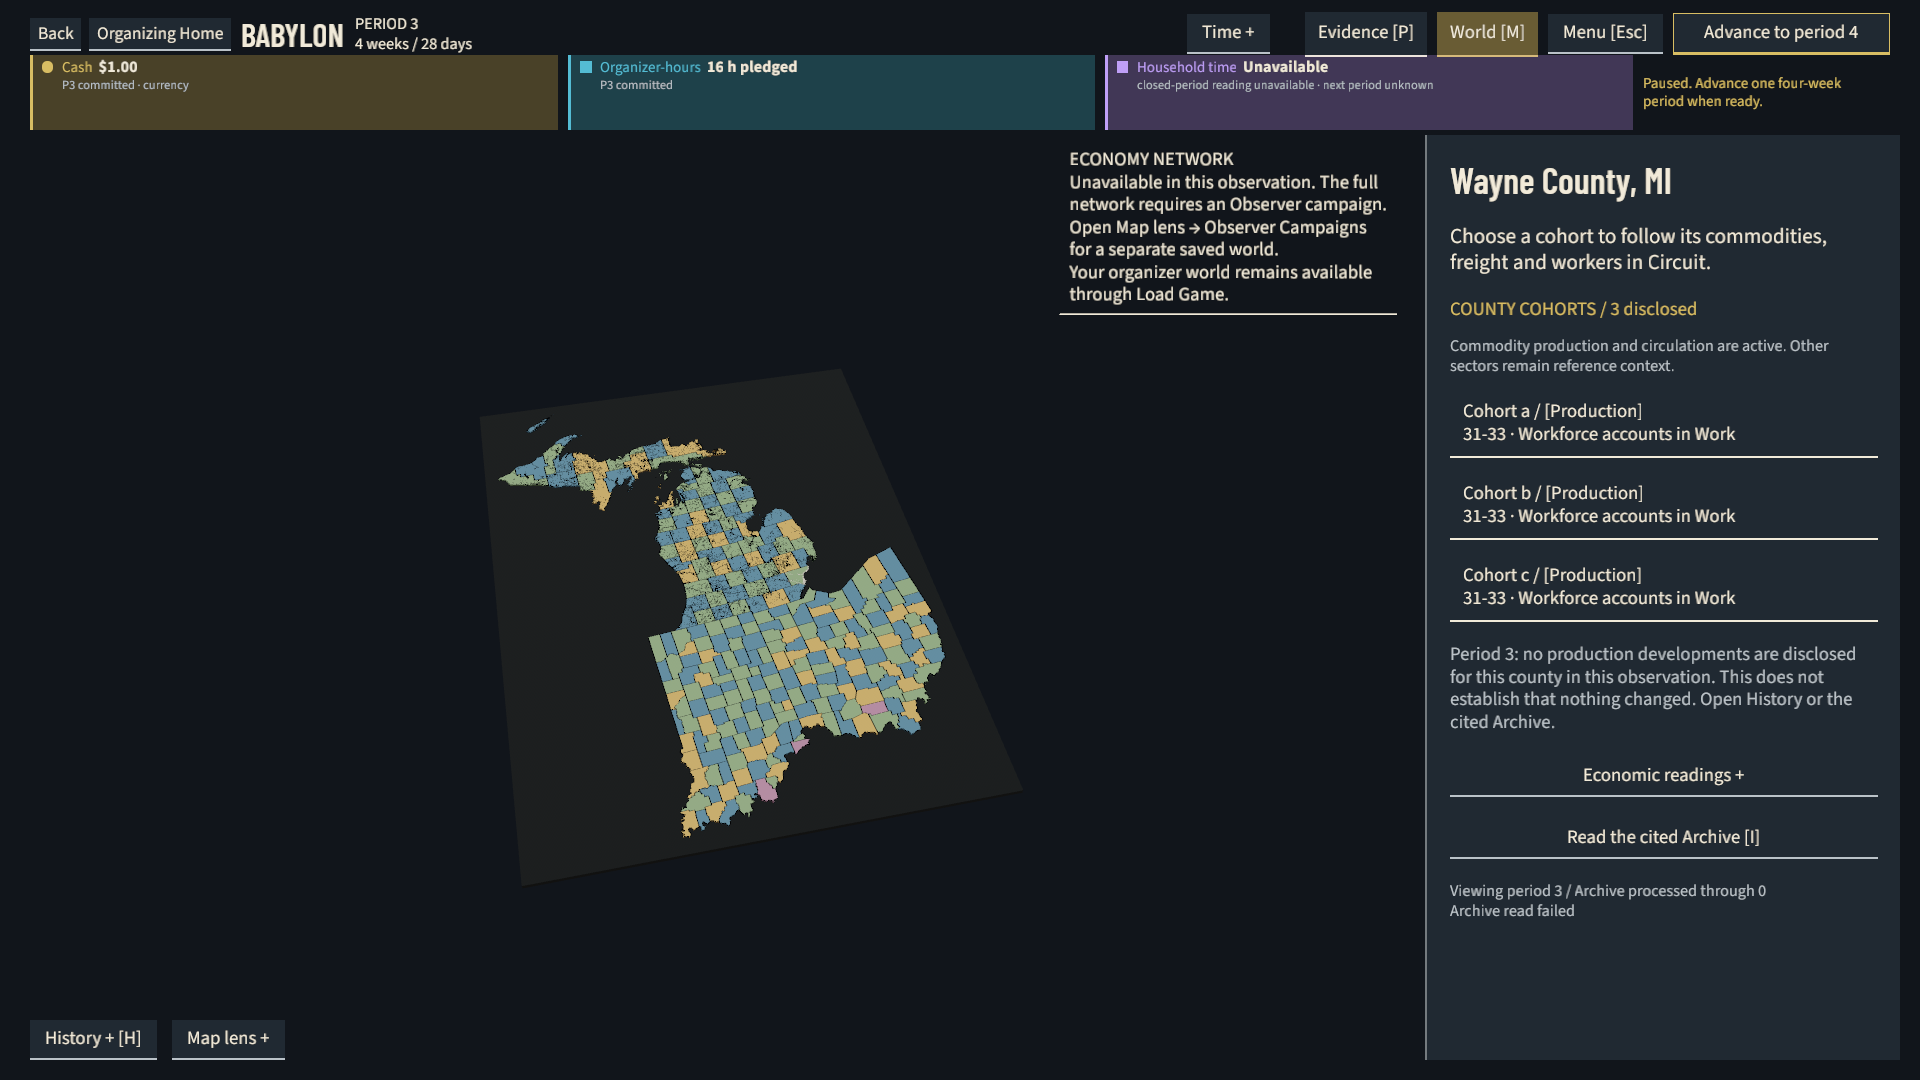 Back
Organizing Home
BABYLON
PERIOD 3
4 weeks / 28 days
Time +
Evidence [P]
World [M]
Menu [Esc]
Advance to period 4
Cash $1.00
P3 committed · currency
Organizer-hours 16 h pledged
P3 committed
Household time Unavailable
closed-period reading unavailable · next period unknown
Paused. Advance one four-week
period when ready.
ECONOMY NETWORK
Unavailable in this observation. The full
network requires an Observer campaign.
Open Map lens → Observer Campaigns
for a separate saved world.
Your organizer world remains available
through Load Game.
Wayne County, MI
Choose a cohort to follow its commodities,
freight and workers in Circuit.
COUNTY COHORTS / 3 disclosed
Commodity production and circulation are active. Other
sectors remain reference context.
Cohort a / [Production]
31-33 · Workforce accounts in Work
Cohort b / [Production]
31-33 · Workforce accounts in Work
Cohort c / [Production]
31-33 · Workforce accounts in Work
Period 3: no production developments are disclosed
for this county in this observation. This does not
establish that nothing changed. Open History or the
cited Archive.
Economic readings +
Read the cited Archive [I]
Viewing period 3 / Archive processed through 0
Archive read failed
History + [H]
Map lens +